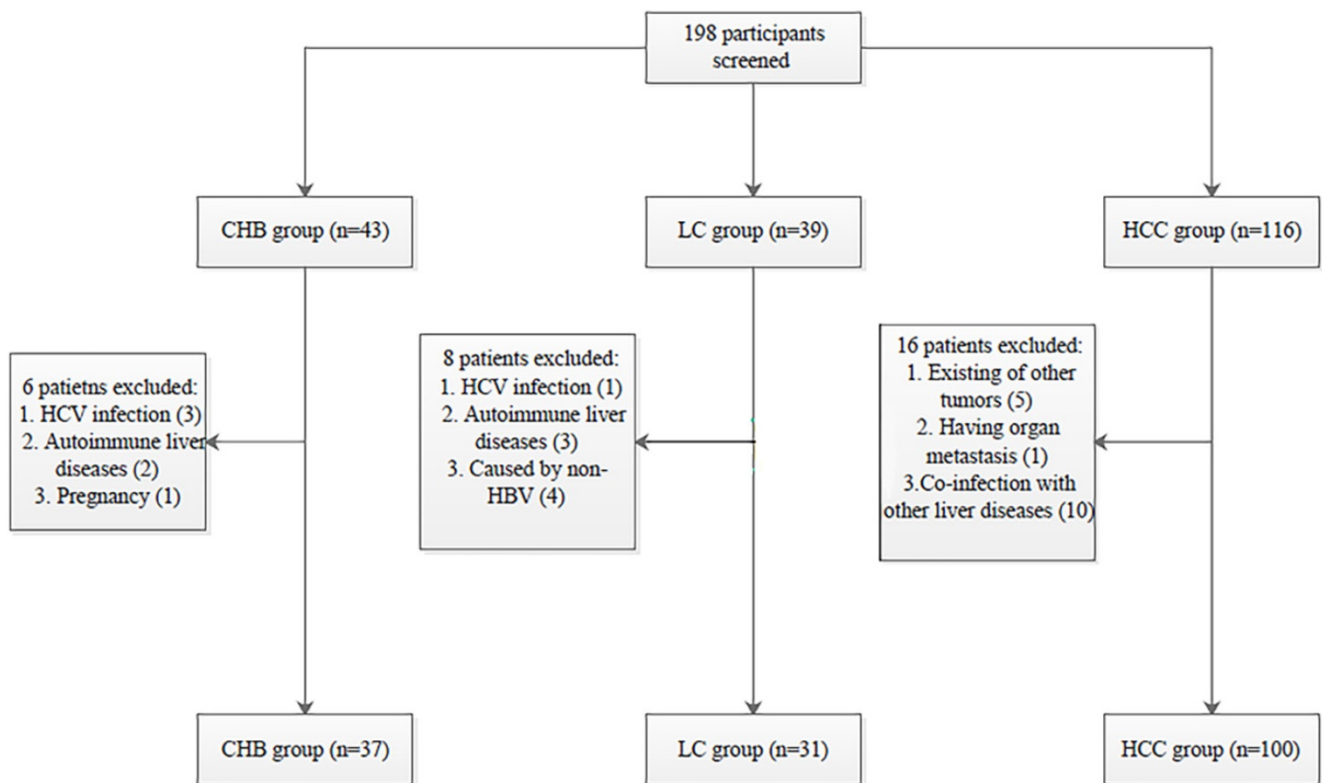 198 participants
screened
CHB group (n=43)
LC group (n=39)
HCC group (n=116)
6 patietns excluded:
1. HCV infection (3)
2. Autoimmune liver
diseases (2)
3. Pregnancy (1)
8 patients excluded:
1. HCV infection (1)
2. Autoimmune liver
diseases (3)
3. Caused by non-
HBV (4)
16 patients excluded:
1. Existing of other
tumors (5)
2. Having organ
metastasis (1)
3.Co-infection with
other liver diseases (10)
CHB group (n=37)
LC group (n=31)
HCC group (n=100)